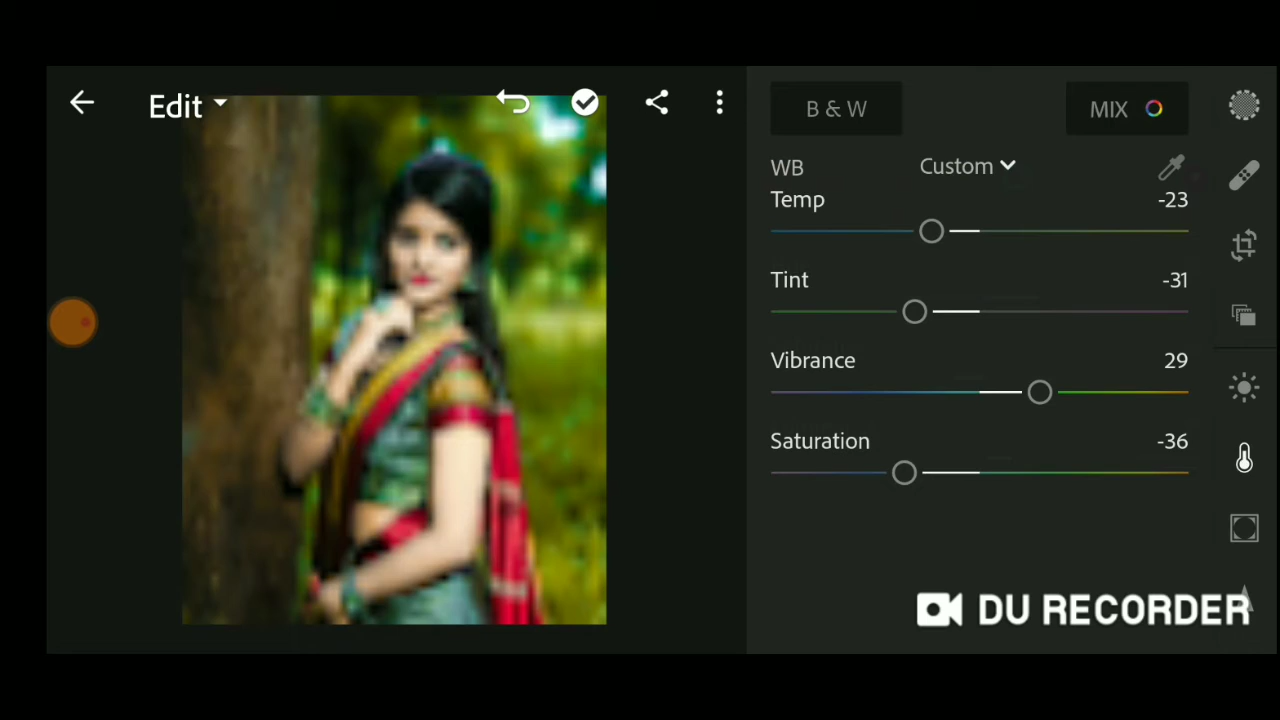 Edit
B & W
MIX
WB
Custom
Temp
-23
Tint
-31
Vibrance
29
Saturation
-36
DU RECORDER